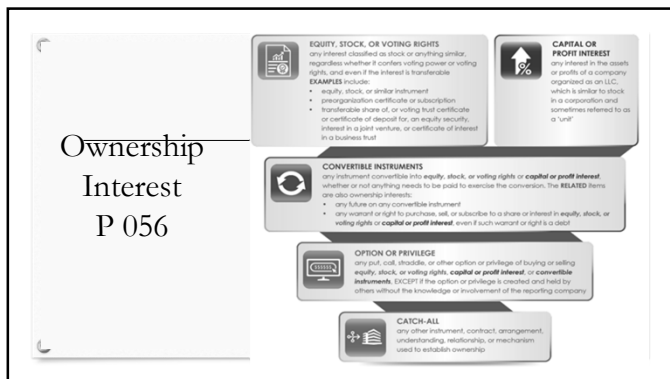 Ownership
Interest
P 056
EQUITY, STOCK, OR VOTING RIGHTS
any interest classified as stock or anything similar,
regardless whether it confers voting power or voting
rights, and even if the interest is transferable
EXAMPLES include:
• equity, stock, or similar instrument
• preorganization certificate or subscription
• transferable share of, or voting trust certificate
or certificate of deposit for, an equity security,
interest in a joint venture, or certificate of interest
in a business trust
CAPITAL OR
PROFIT INTEREST
any interest in the assets
or profits of a company
organized as an LLC,
which is similar to stock
in a corporation and
sometimes referred to as
a 'unit'
CONVERTIBLE INSTRUMENTS
any instrument convertible into equity, stock, or voting rights or capital or profit interest,
whether or not anything needs to be paid to exercise the conversion. The RELATED items
are also ownership interests:
• any future on any convertible instrument
• any warrant or right to purchase, sell, or subscribe to a share or interest in equity, stock, or
voting rights or capital or profit interest, even if such warrant or right is a debt
OPTION OR PRIVILEGE
any put, call, straddle, or other option or privilege of buying or selling
equity, stock, or voting rights, capital or profit interest, or convertible
instruments, EXCEPT if the option or privilege is created and held by
others without the knowledge or involvement of the reporting company
CATCH-ALL
any other instrument, contract, arrangement,
understanding, relationship, or mechanism
used to establish ownership